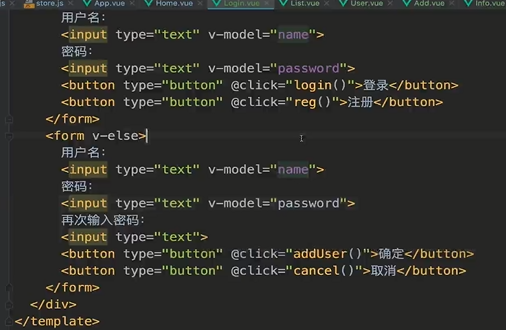 js store.js App.vue Home.vue Login.vue List.vue User.vue Add.vue Info.vue
用户名：
<input type="text" v-model="name">
密码：
<input type="text" v-model="password">
<button type="button" @click="login()">登录</button>
<button type="button" @click="reg()">注册</button>
</form>
<form v-else>
用户名：
<input type="text" v-model="name">
密码：
<input type="text" v-model="password">
再次输入密码：
<input type="text">
<button type="button" @click="addUser()">确定</button>
<button type="button" @click="cancel()">取消</button>
</form>
</div>
</template>